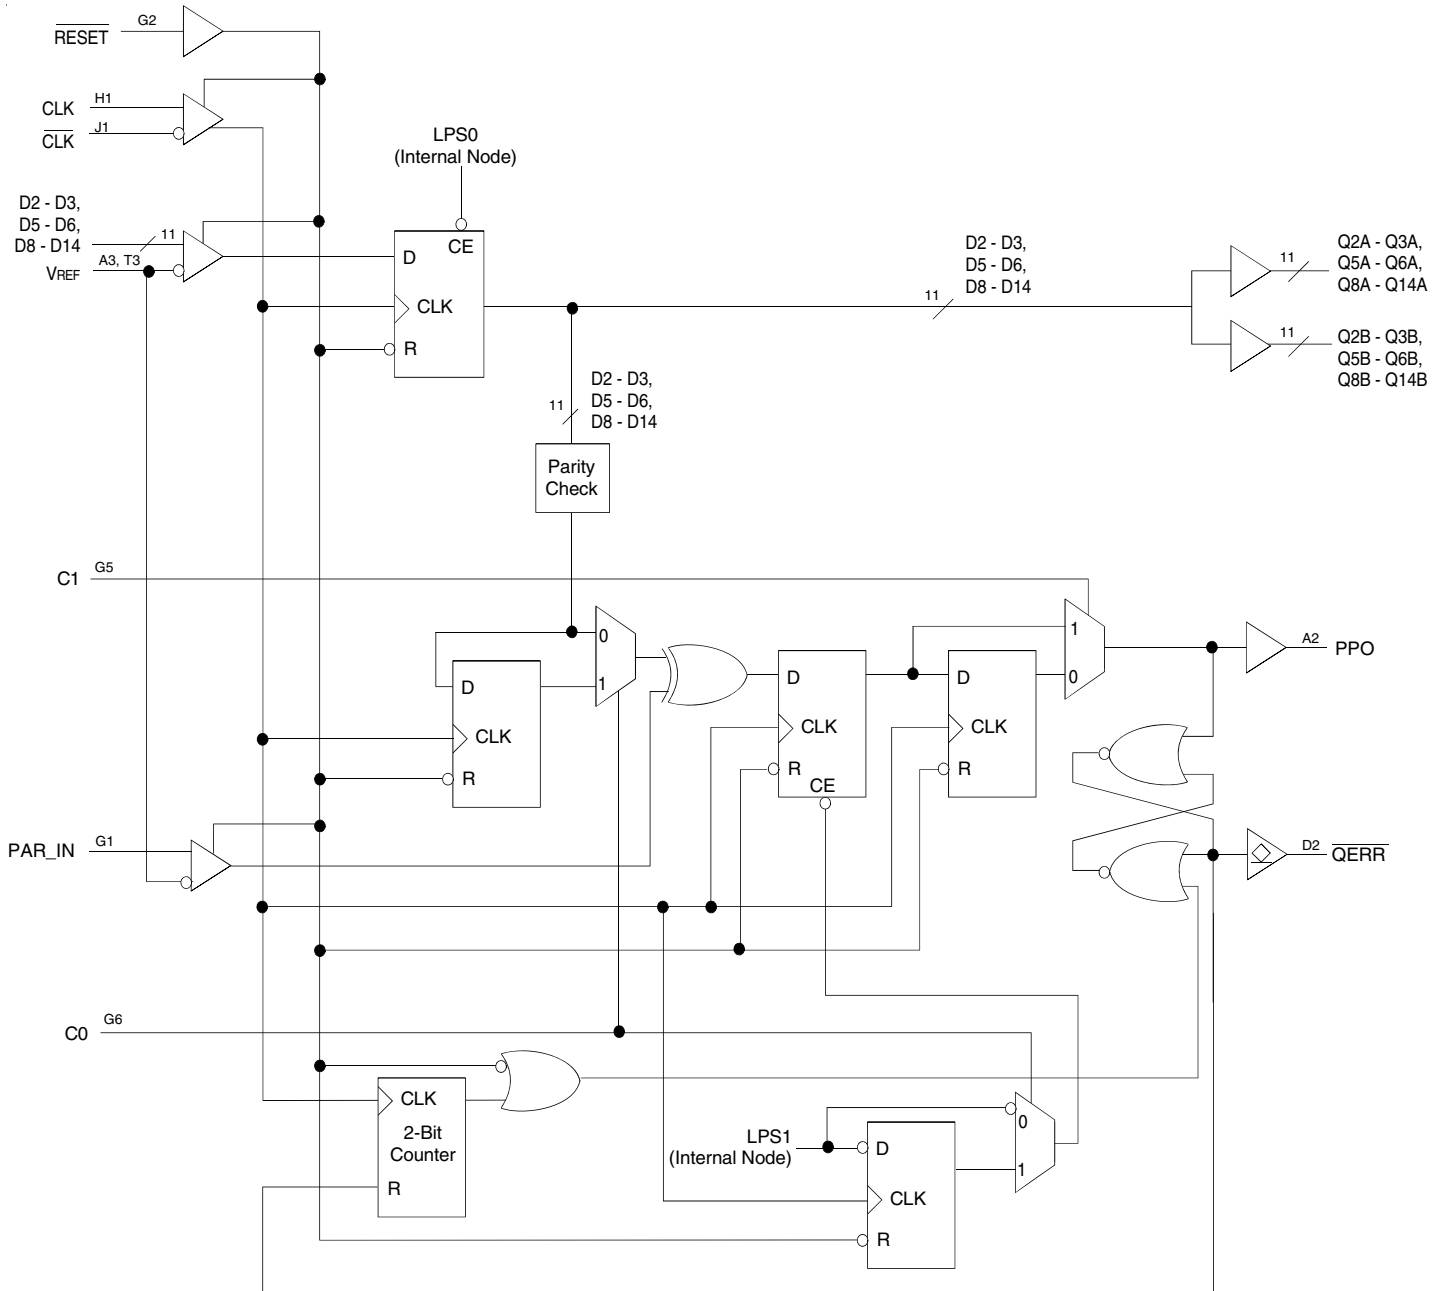 RESET G2
CLK H1
CLK J1
LPS0
(Internal Node)
D2 - D3,
D5 - D6,
D8 - D14
11
VREF A3, T3
D
CE
CLK
R
11
D2 - D3,
D5 - D6,
D8 - D14
11
Q2A - Q3A,
Q5A - Q6A,
Q8A - Q14A
11
Q2B - Q3B,
Q5B - Q6B,
Q8B - Q14B
11
D2 - D3,
D5 - D6,
D8 - D14
Parity
Check
C1 G5
0
1
D
CLK
R
D
CLK
R
CE
D
CLK
R
1
0
A2 PPO
PAR_IN G1
D2 QERR
C0 G6
CLK
2-Bit
Counter
R
LPS1
(Internal Node)
D
CLK
R
0
1